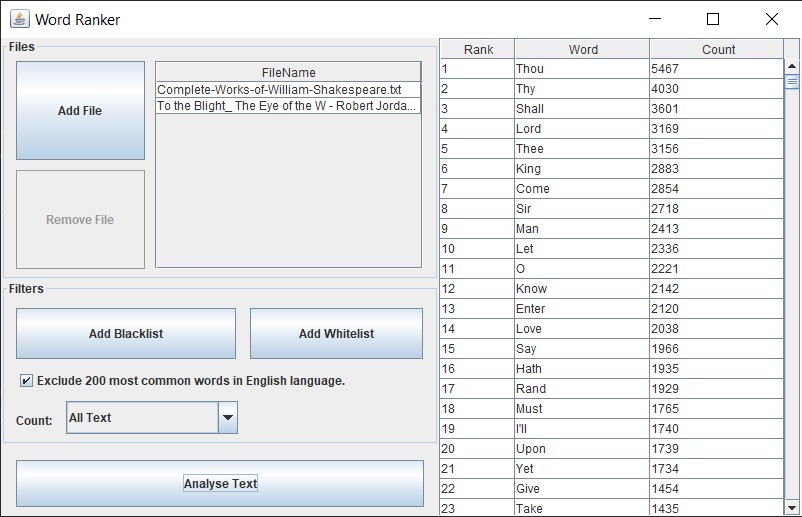 Word Ranker
Files
Add File
Remove File
FileName
Complete-Works-of-William-Shakespeare.txt
To the Blight_ The Eye of the W - Robert Jorda...
Filters
Add Blacklist
Add Whitelist
Exclude 200 most common words in English language.
Count: All Text
Analyse Text
Rank Word Count
1 Thou 5467
2 Thy 4030
3 Shall 3601
4 Lord 3169
5 Thee 3156
6 King 2883
7 Come 2854
8 Sir 2718
9 Man 2413
10 Let 2336
11 O 2221
12 Know 2142
13 Enter 2120
14 Love 2038
15 Say 1966
16 Hath 1935
17 Rand 1929
18 Must 1765
19 I'll 1740
20 Upon 1739
21 Yet 1734
22 Give 1454
23 Take 1435